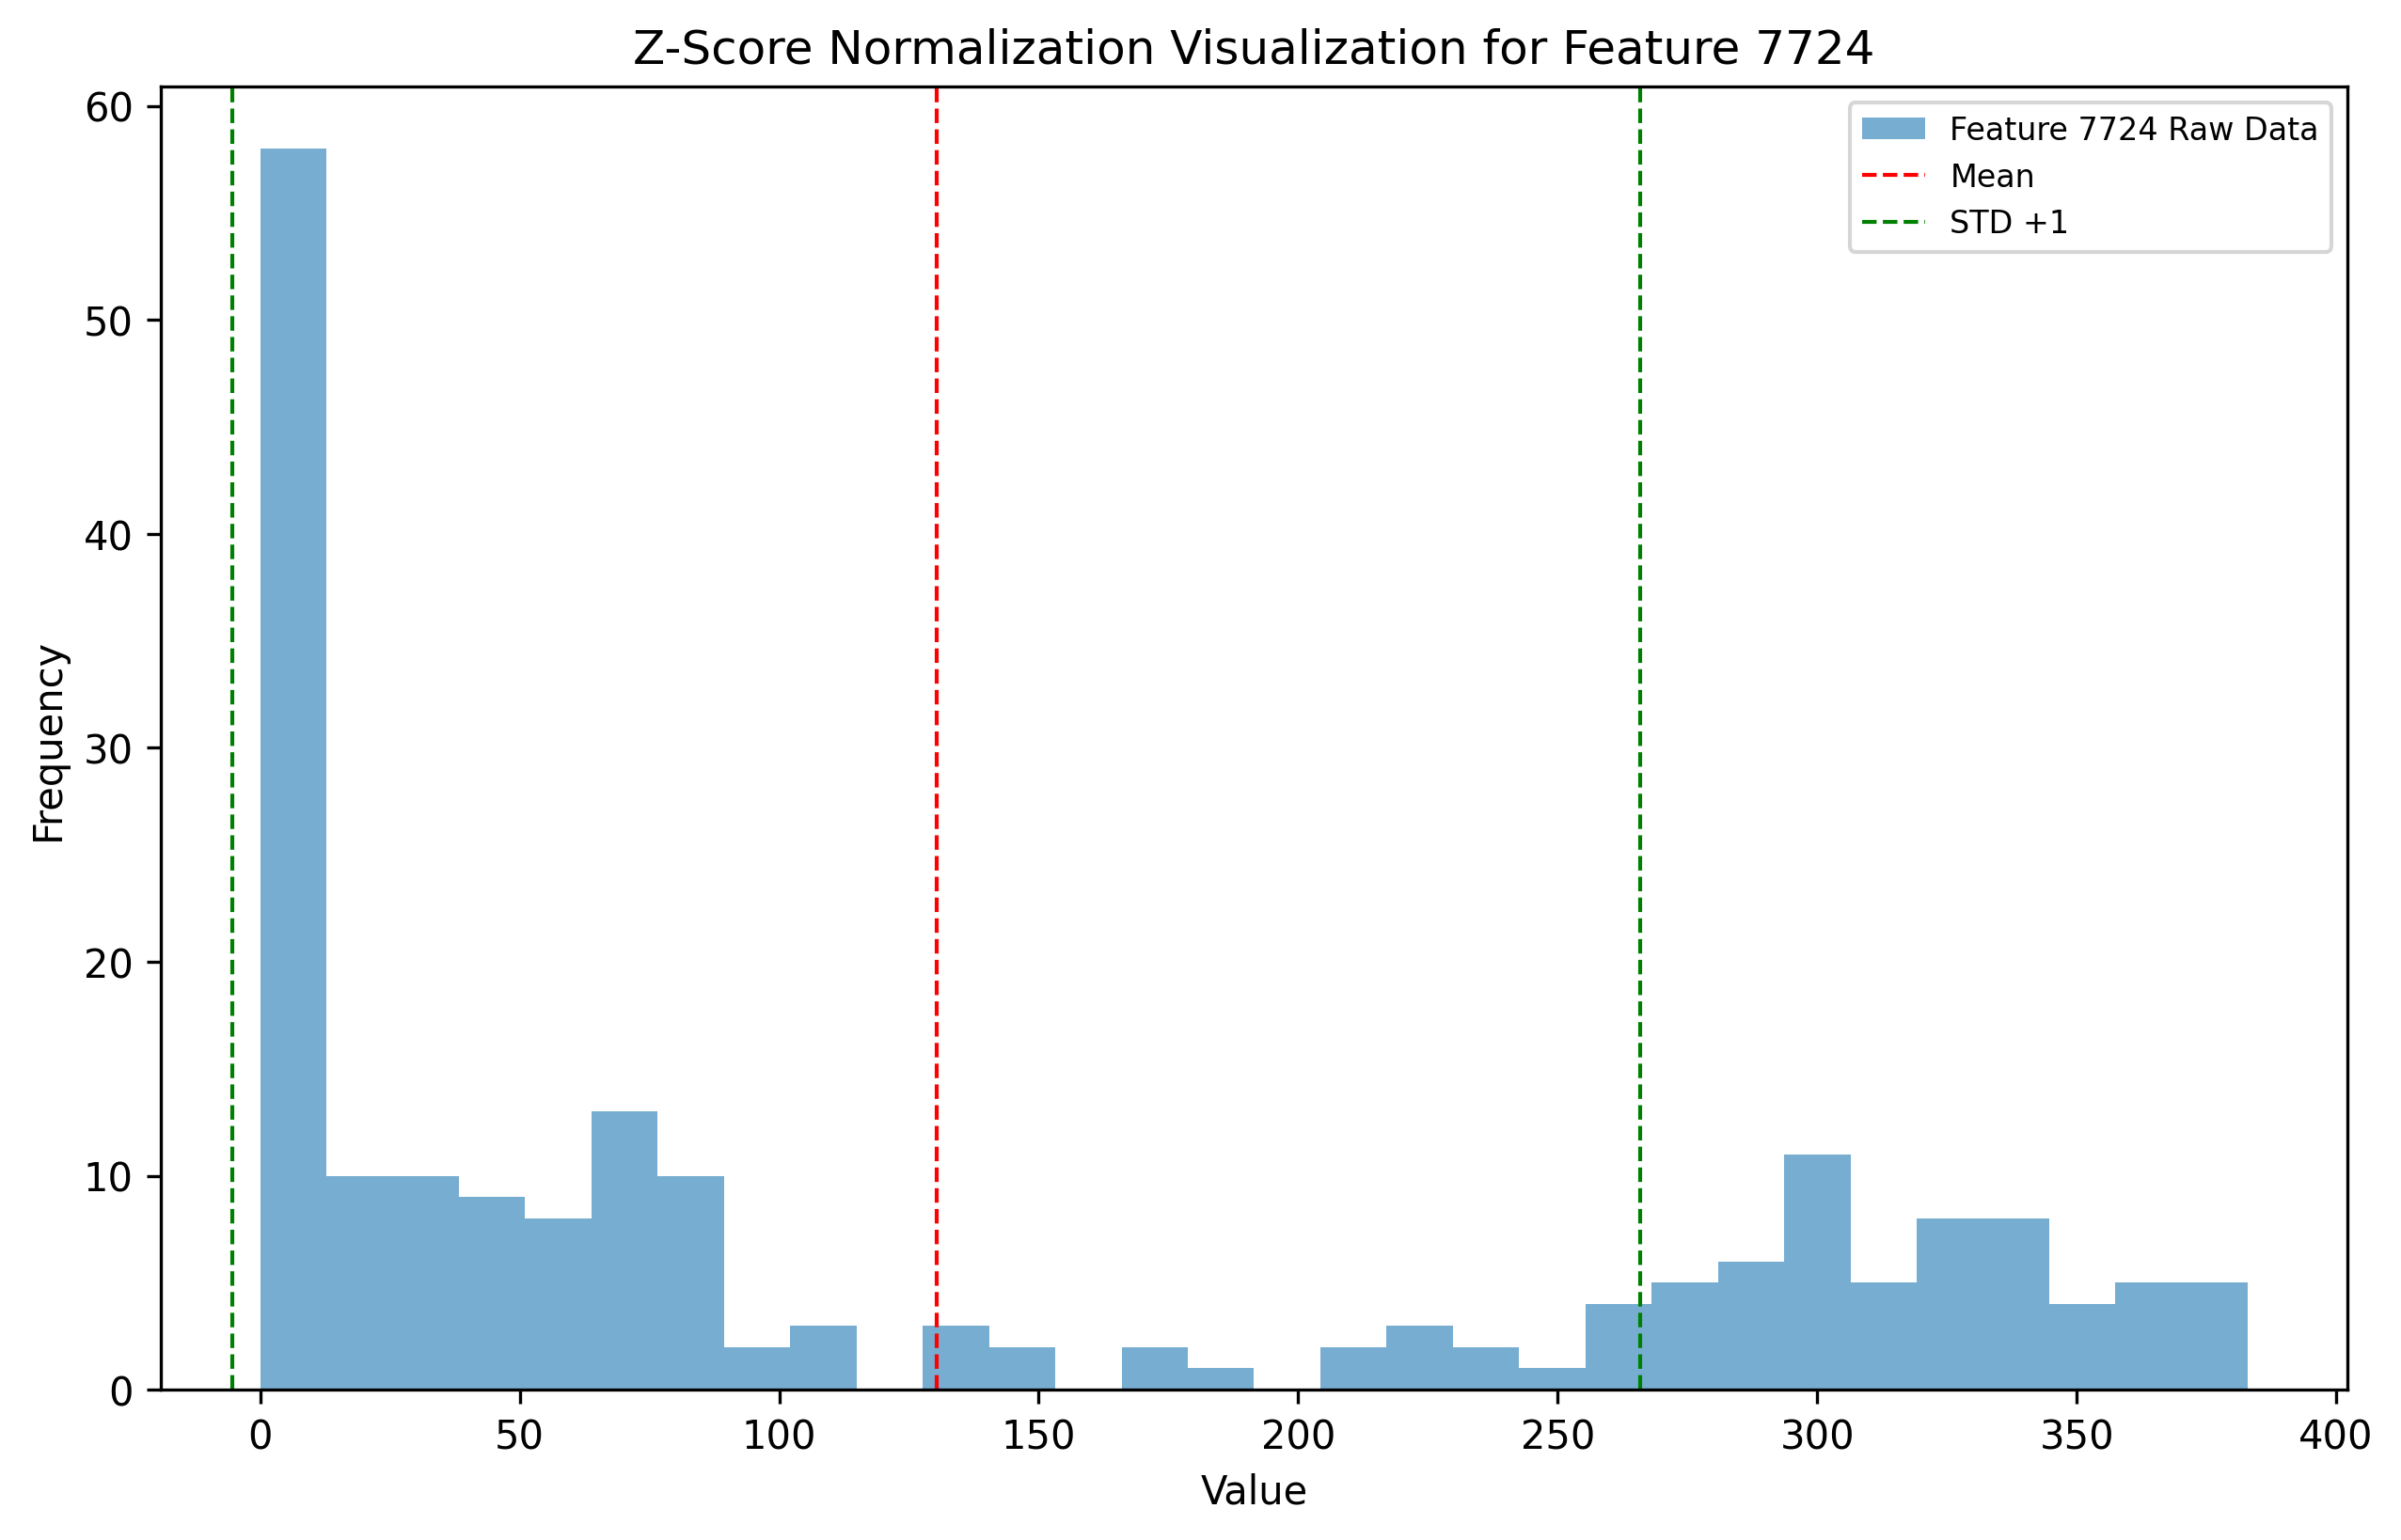 Z-Score Normalization Visualization for Feature 7724
Feature 7724 Raw Data
Mean
STD +1
60
50
40
30
20
10
0
Frequency
0 50 100 150 200 250 300 350 400
Value